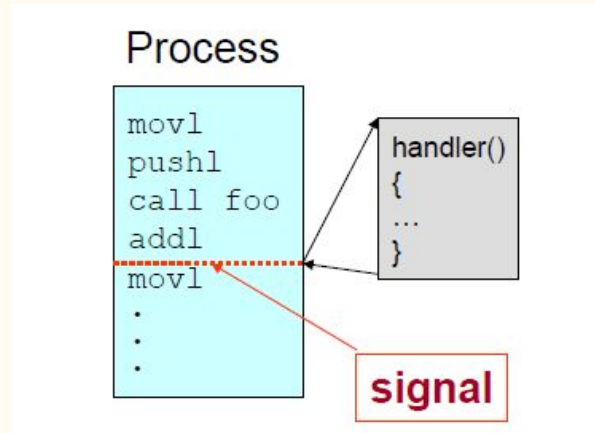 Process
movl
pushl
call foo
addl
movl
.
.
.
handler()
{
...
}
signal